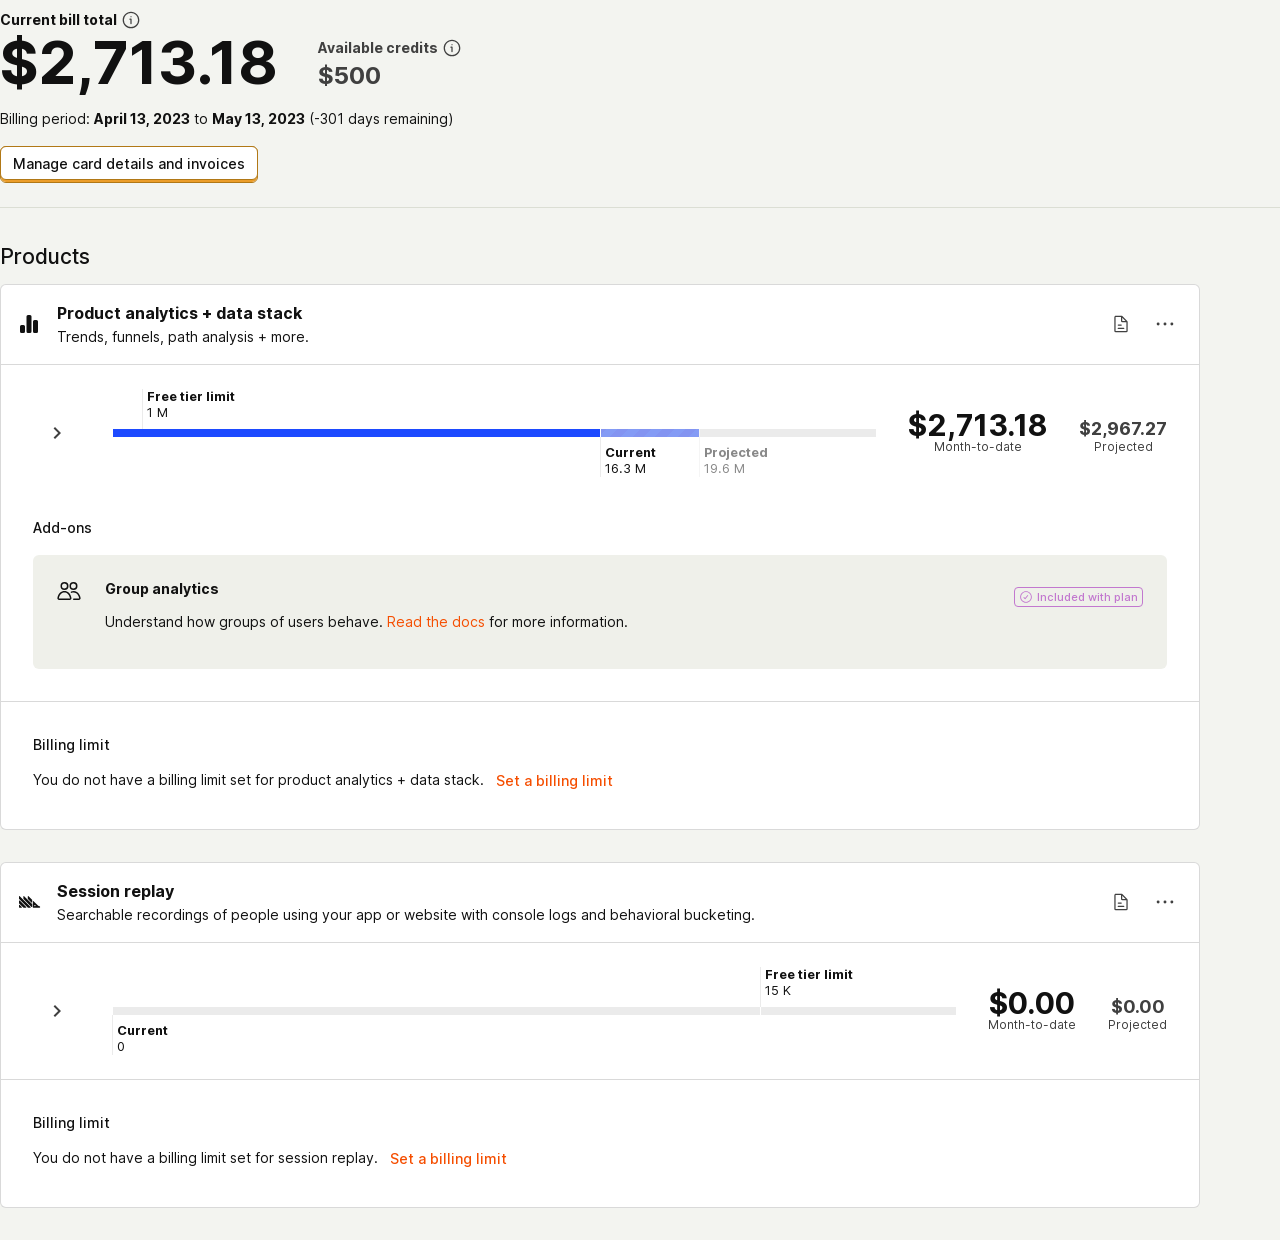 Current bill total
$2,713.18
Available credits
$500
Billing period: April 13, 2023 to May 13, 2023 (-301 days remaining)
Manage card details and invoices
Products
Product analytics + data stack
Trends, funnels, path analysis + more.
Free tier limit
1 M
Current
16.3 M
Projected
19.6 M
$2,713.18
Month-to-date
$2,967.27
Projected
Add-ons
Group analytics
Included with plan
Understand how groups of users behave. Read the docs for more information.
Billing limit
You do not have a billing limit set for product analytics + data stack. Set a billing limit
Session replay
Searchable recordings of people using your app or website with console logs and behavioral bucketing.
Free tier limit
15 K
Current
0
$0.00
Month-to-date
$0.00
Projected
Billing limit
You do not have a billing limit set for session replay. Set a billing limit